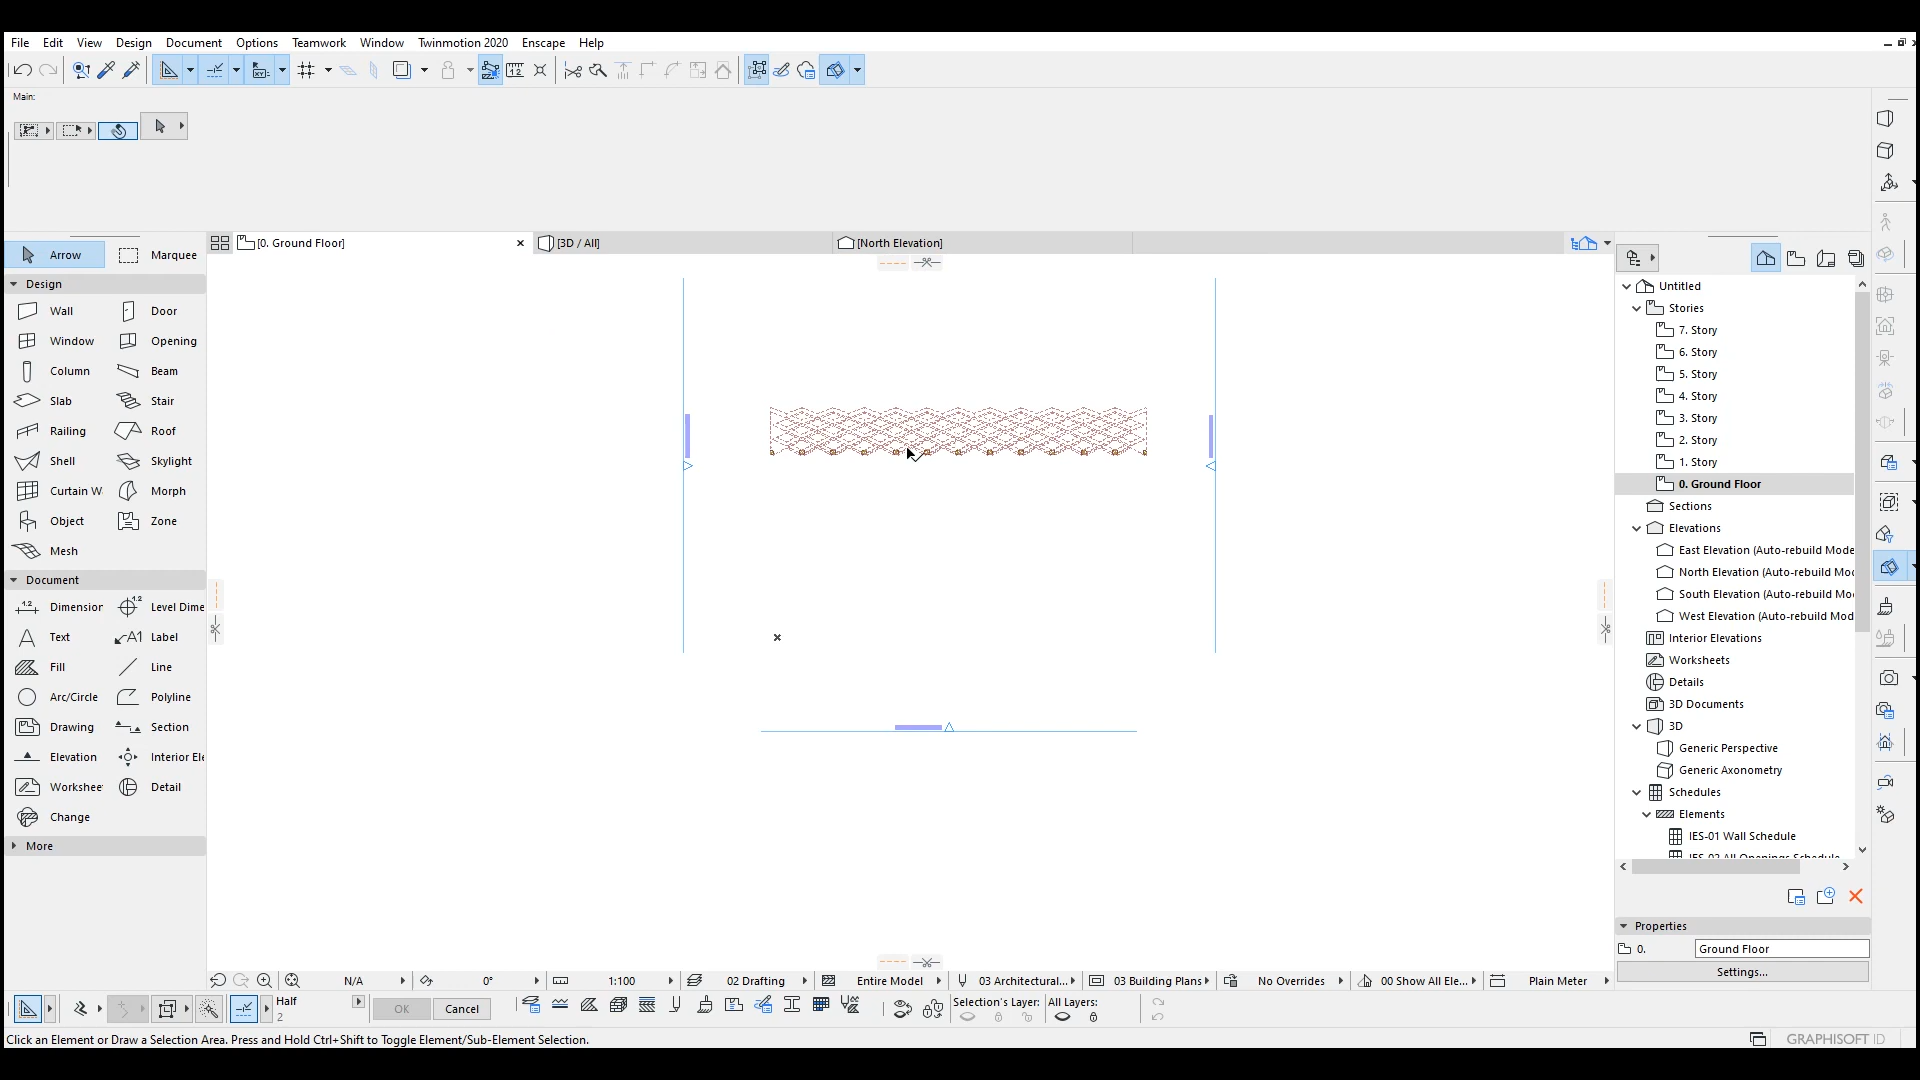 File Edit View Design Document Options Teamwork Window Twinmotion 2020 Enscape Help
Main:
[0. Ground Floor]
[3D / All]
[North Elevation]
Arrow Marquee
Design
Wall Door
Window Opening
Column Beam
Slab Stair
Railing Roof
Shell Skylight
Curtain W
Morph
Object Zone
Mesh
Document
Dimension Level Dime
Text Label
Fill Line
Arc/Circle Polyline
Drawing Section
Elevation Interior Ele
Workshee Detail
Change
More
Untitled
Stories
7. Story
6. Story
5. Story
4. Story
3. Story
2. Story
1. Story
0. Ground Floor
Sections
Elevations
East Elevation (Auto-rebuild Mode
North Elevation (Auto-rebuild Mo
South Elevation (Auto-rebuild Mo
West Elevation (Auto-rebuild Mod
Interior Elevations
Worksheets
Details
3D Documents
3D
Generic Perspective
Generic Axonometry
Schedules
Elements
IES-01 Wall Schedule
IES-02 All Openings Schedule
Properties
0. Ground Floor
Settings...
N/A 0° 1:100 02 Drafting Entire Model 03 Architectural... 03 Building Plans No Overrides 00 Show All Ele... Plain Meter
Half
2
OK Cancel
Selection's Layer: All Layers:
Click an Element or Draw a Selection Area. Press and Hold Ctrl+Shift to Toggle Element/Sub-Element Selection.
GRAPHISOFT ID